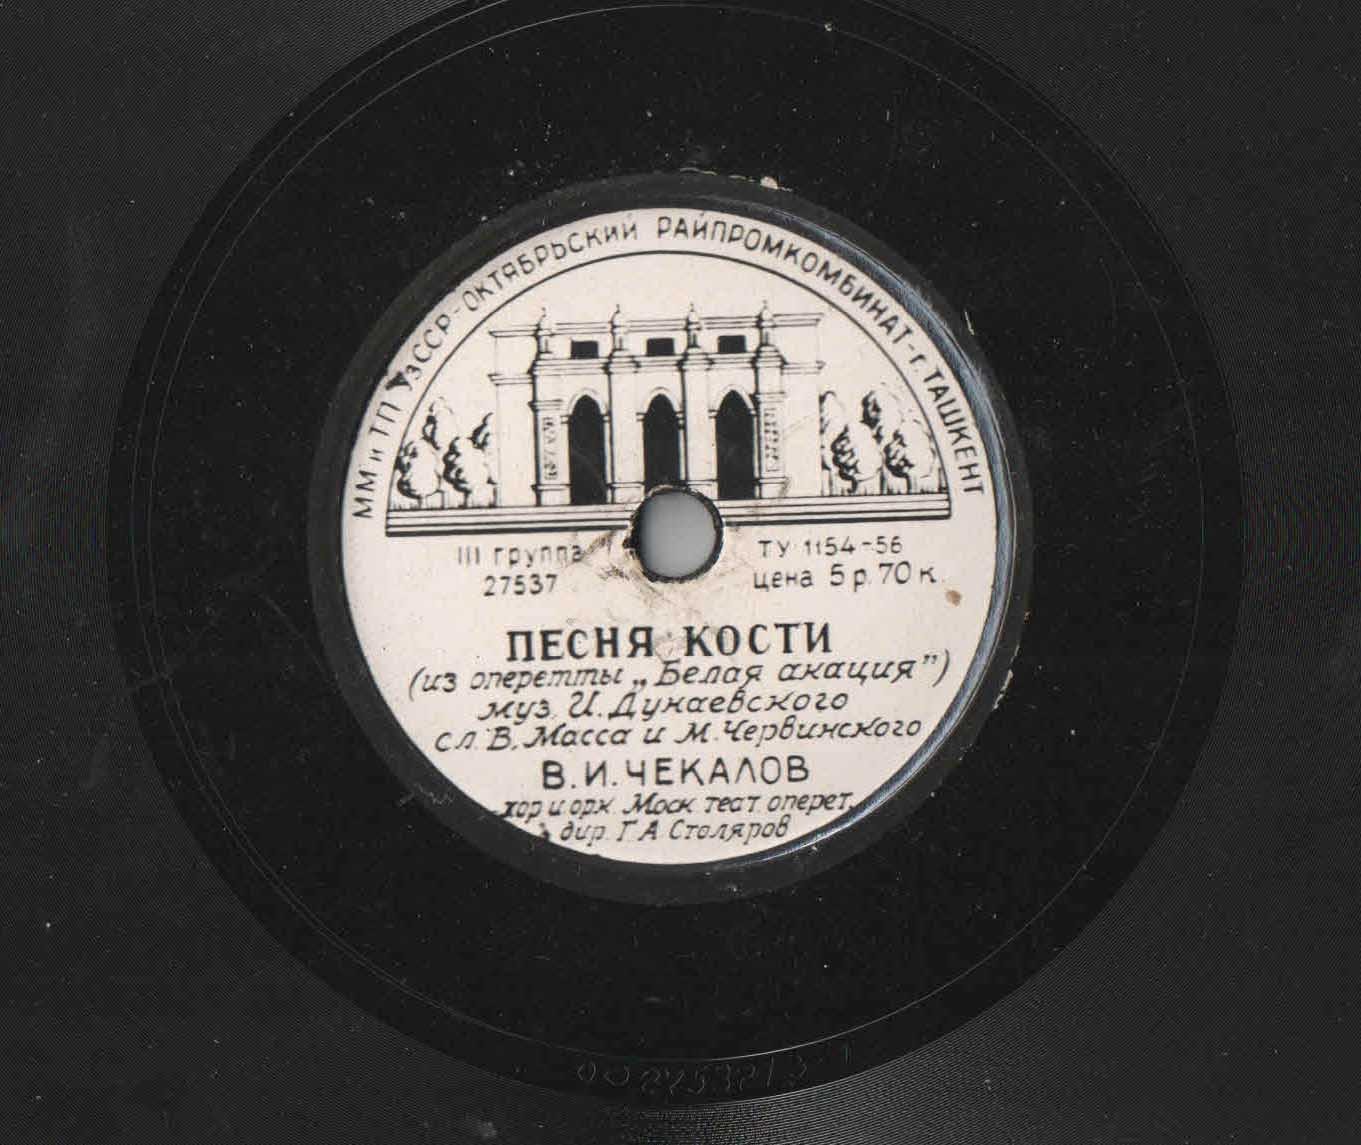 ММ и ТП УзССР-ОКТЯБРЬСКИЙ РАЙПРОМКОМБИНАТ-г.ТАШКЕНТ
III группа
27537
ТУ 1154-56
цена 5 р. 70 к.
ПЕСНЯ КОСТИ
(из оперетты „Белая акация”)
муз. И. Дунаевского
сл. В. Масса и М. Червинского
В. И. ЧЕКАЛОВ
хор и орк. Моск. теат. оперет.
дир. Г. А. Столяров